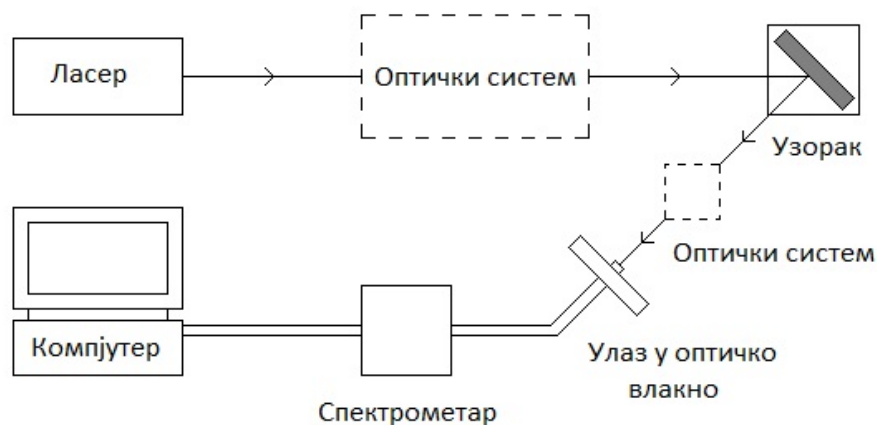 Ласер
Оптички систем
Узорак
Оптички систем
Компјутер
Улаз у оптичко
влакно
Спектрометар